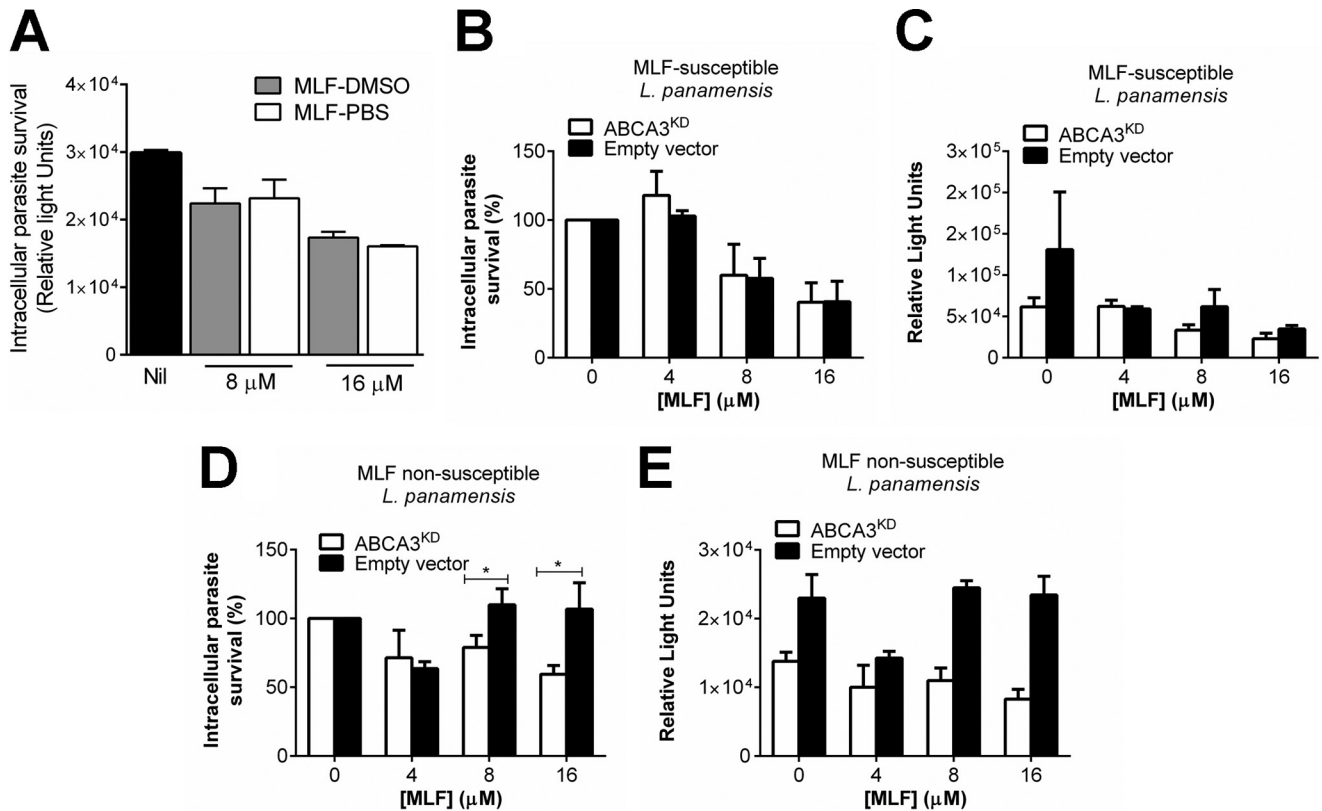 A
Intracellular parasite survival
(Relative light Units)
4×10⁴
3×10⁴
2×10⁴
1×10⁴
0
MLF-DMSO
MLF-PBS
Nil
8 μM
16 μM
B
MLF-susceptible
L. panamensis
ABCA3ᴷᴰ
Empty vector
Intracellular parasite
survival (%)
150
100
50
0
0 4 8 16
[MLF] (μM)
C
MLF-susceptible
L. panamensis
ABCA3ᴷᴰ
Empty vector
Relative Light Units
3×10⁵
2×10⁵
2×10⁵
1×10⁵
5×10⁴
0
0 4 8 16
[MLF] (μM)
D
MLF non-susceptible
L. panamensis
ABCA3ᴷᴰ
Empty vector
* *
Intracellular parasite
survival (%)
150
100
50
0
0 4 8 16
[MLF] (μM)
E
MLF non-susceptible
L. panamensis
ABCA3ᴷᴰ
Empty vector
Relative Light Units
3×10⁴
2×10⁴
1×10⁴
0
0 4 8 16
[MLF] (μM)